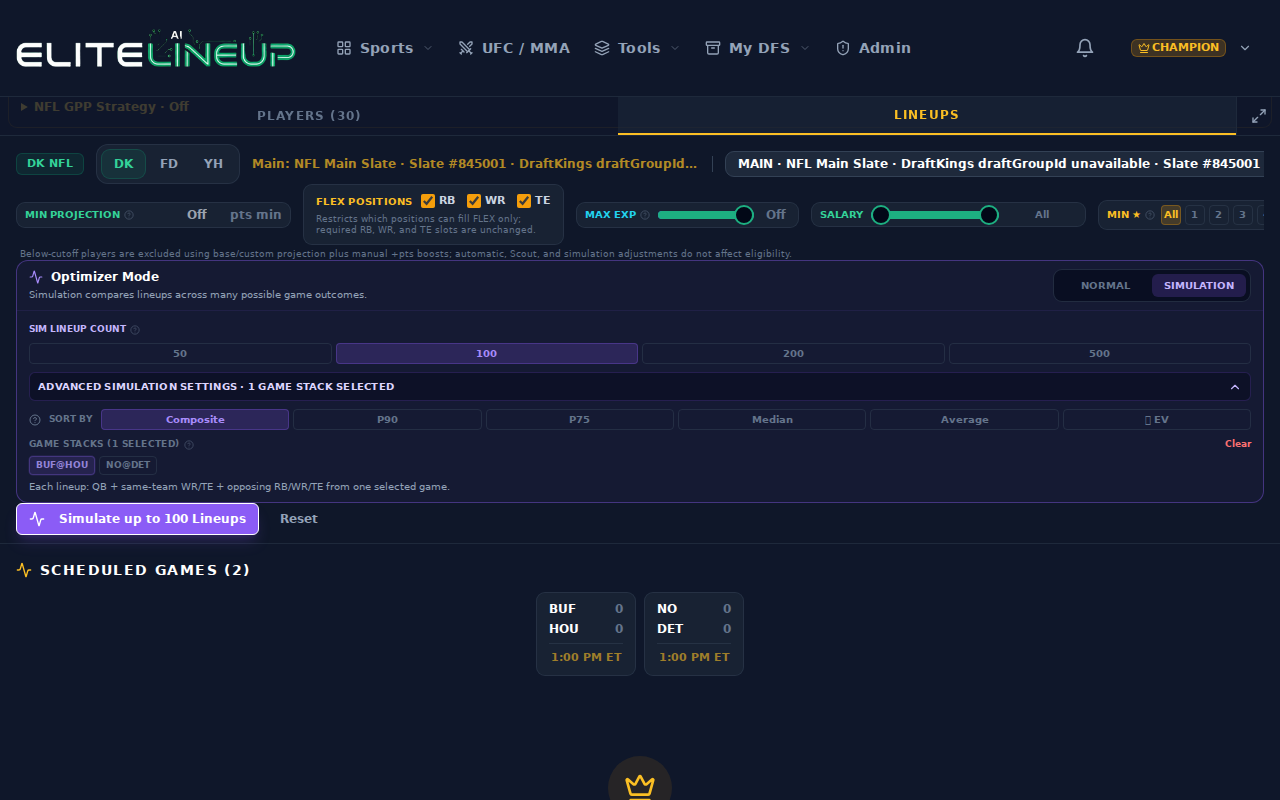 AI
ELITELINEUP
Sports
UFC / MMA
Tools
My DFS
Admin
CHAMPION
NFL GPP Strategy · Off
PLAYERS (30)
LINEUPS
DK NFL
DK
FD
YH
Main: NFL Main Slate · Slate #845001 · DraftKings draftGroupId…
MAIN · NFL Main Slate · DraftKings draftGroupId unavailable · Slate #845001
MIN PROJECTION
Off
pts min
FLEX POSITIONS
RB
WR
TE
Restricts which positions can fill FLEX only;
required RB, WR, and TE slots are unchanged.
MAX EXP
Off
SALARY
All
MIN ★
All
1
2
3
Below-cutoff players are excluded using base/custom projection plus manual +pts boosts; automatic, Scout, and simulation adjustments do not affect eligibility.
Optimizer Mode
Simulation compares lineups across many possible game outcomes.
NORMAL
SIMULATION
SIM LINEUP COUNT
50
100
200
500
ADVANCED SIMULATION SETTINGS · 1 GAME STACK SELECTED
SORT BY
Composite
P90
P75
Median
Average
EV
GAME STACKS (1 SELECTED)
Clear
BUF@HOU
NO@DET
Each lineup: QB + same-team WR/TE + opposing RB/WR/TE from one selected game.
Simulate up to 100 Lineups
Reset
SCHEDULED GAMES (2)
BUF 0
HOU 0
1:00 PM ET
NO 0
DET 0
1:00 PM ET